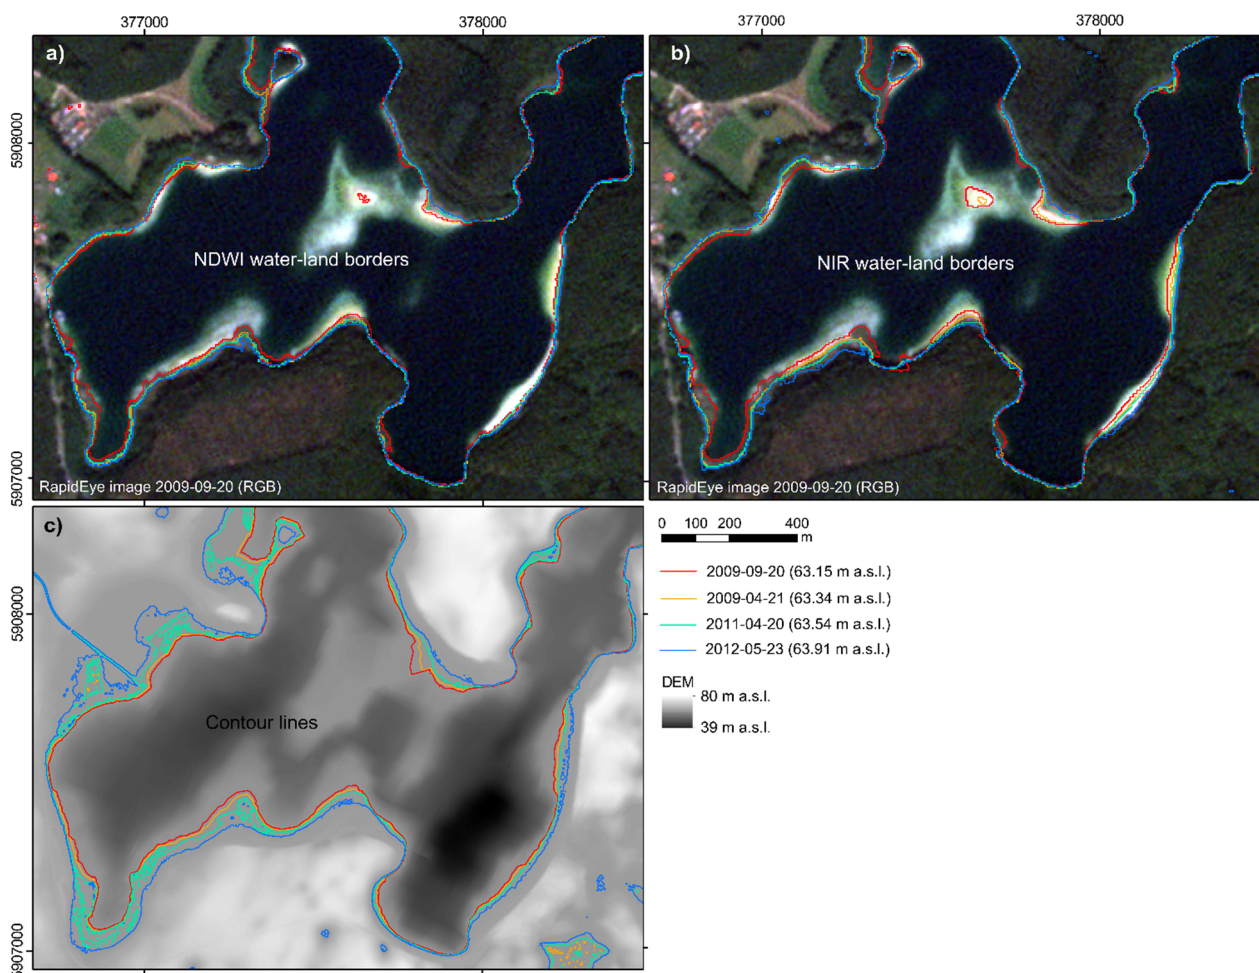 377000 378000 377000 378000
a) b)
5908000
NDWI water-land borders NIR water-land borders
5907000
RapidEye image 2009-09-20 (RGB) RapidEye image 2009-09-20 (RGB)
c)
0 100 200 400
m
2009-09-20 (63.15 m a.s.l.)
2009-04-21 (63.34 m a.s.l.)
5908000
2011-04-20 (63.54 m a.s.l.)
2012-05-23 (63.91 m a.s.l.)
DEM
80 m a.s.l.
Contour lines
39 m a.s.l.
5907000